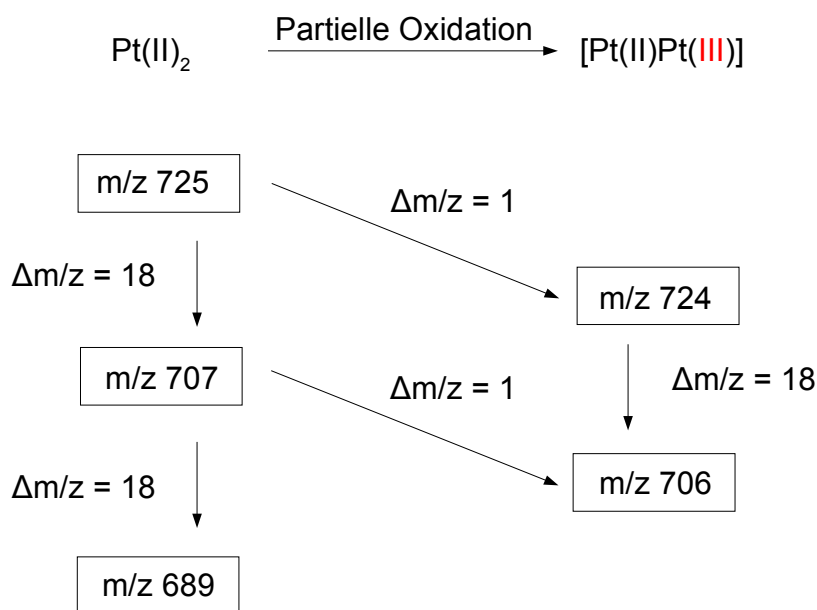 Pt(II)₂ Partielle Oxidation [Pt(II)Pt(III)]
m/z 725
Δm/z = 1
Δm/z = 18
m/z 724
m/z 707
Δm/z = 1
Δm/z = 18
Δm/z = 18
m/z 706
m/z 689